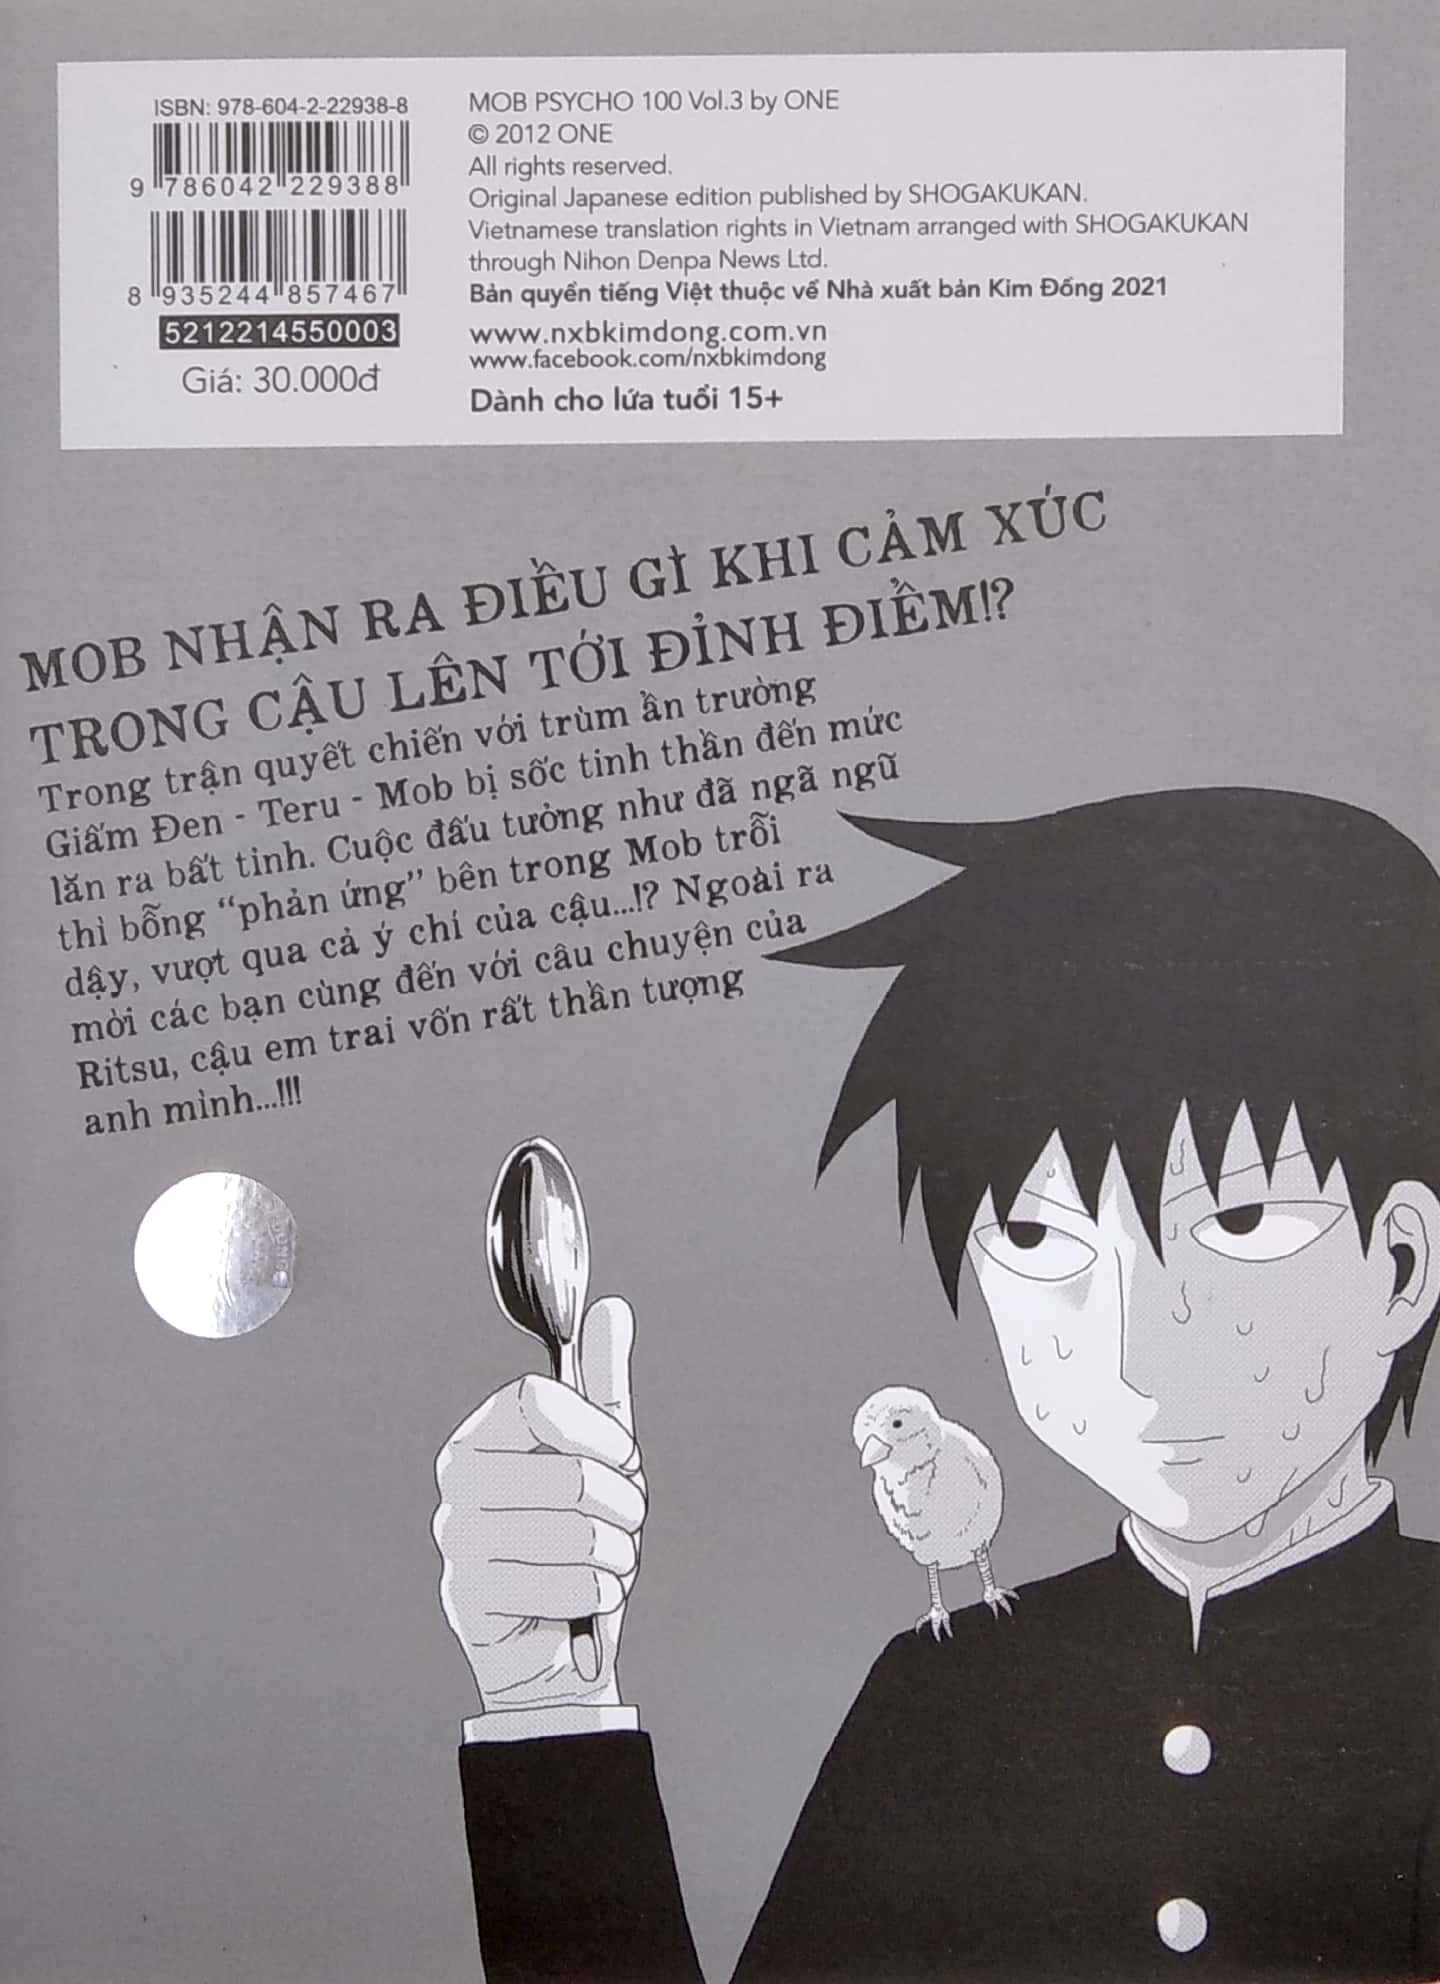 ISBN: 978-604-2-22938-8
9 786042 229388
8 935244 857467
5212214550003
Giá: 30.000đ
MOB PSYCHO 100 Vol.3 by ONE
© 2012 ONE
All rights reserved.
Original Japanese edition published by SHOGAKUKAN.
Vietnamese translation rights in Vietnam arranged with SHOGAKUKAN
through Nihon Denpa News Ltd.
Bản quyền tiếng Việt thuộc về Nhà xuất bản Kim Đồng 2021
www.nxbkimdong.com.vn
www.facebook.com/nxbkimdong
Dành cho lứa tuổi 15+
MOB NHẬN RA ĐIỀU GÌ KHI CẢM XÚC
TRONG CẬU LÊN TỚI ĐỈNH ĐIỂM!?
Trong trận quyết chiến với trùm ẩn trường
Giấm Đen - Teru - Mob bị sốc tinh thần đến mức
lăn ra bất tỉnh. Cuộc đấu tưởng như đã ngã ngũ
thì bỗng “phản ứng” bên trong Mob trỗi
dậy, vượt qua cả ý chí của cậu...!? Ngoài ra
mời các bạn cùng đến với câu chuyện của
Ritsu, cậu em trai vốn rất thần tượng
anh mình...!!!